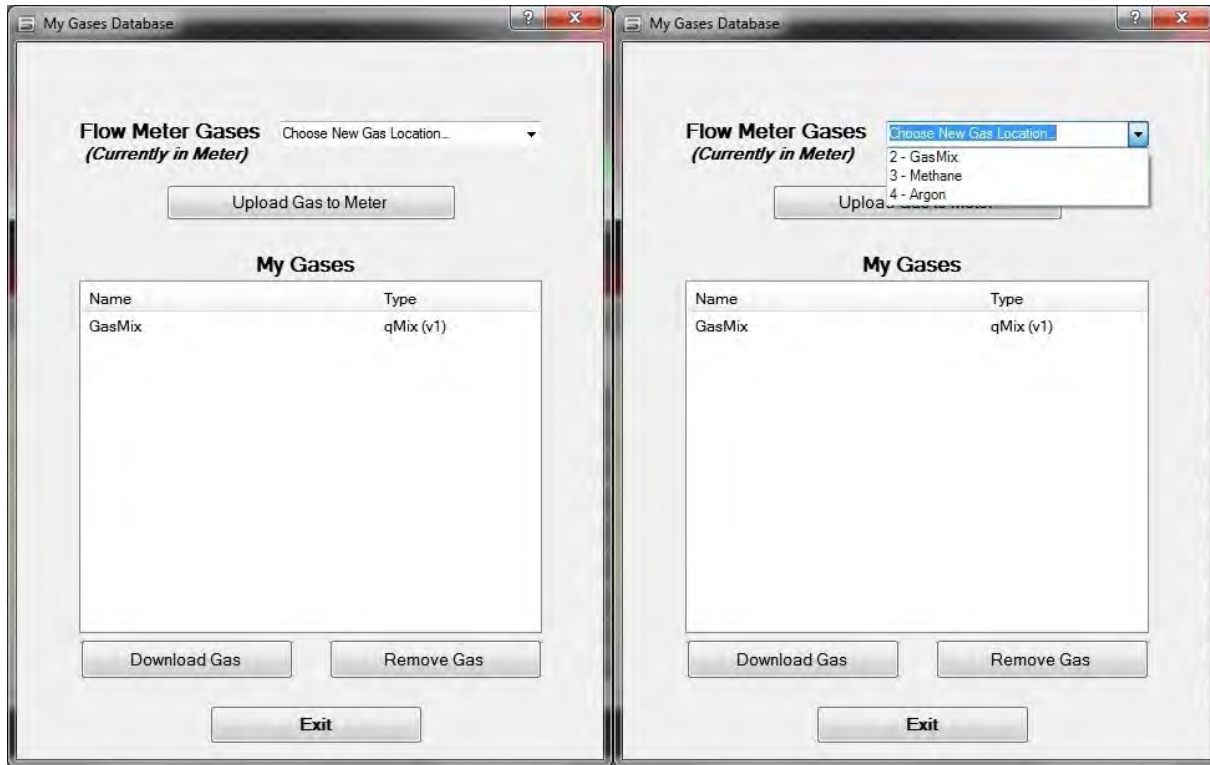 My Gases Database
?
X
Flow Meter Gases
Choose New Gas Location...
(Currently in Meter)
Upload Gas to Meter
My Gases
Name Type
GasMix qMix (v1)
Download Gas Remove Gas
Exit
My Gases Database
?
X
Flow Meter Gases
Choose New Gas Location...
(Currently in Meter)
2 - GasMix
3 - Methane
4 - Argon
My Gases
Name Type
GasMix qMix (v1)
Download Gas Remove Gas
Exit